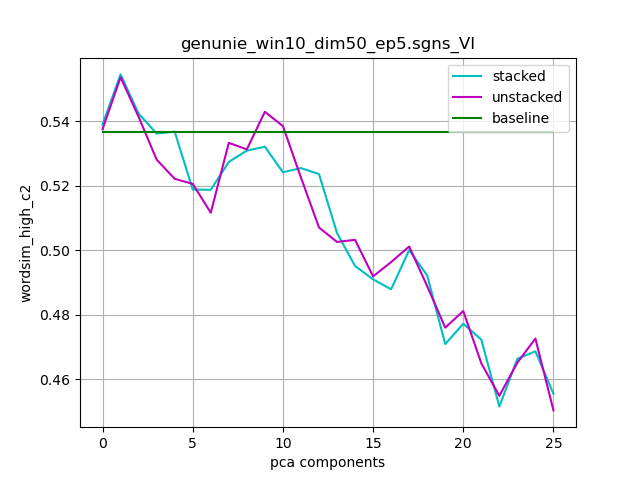 genunie_win10_dim50_ep5.sgns_VI
stacked
unstacked
baseline
wordsim_high_c2
0.54
0.52
0.50
0.48
0.46
0
5
10
15
20
25
pca components